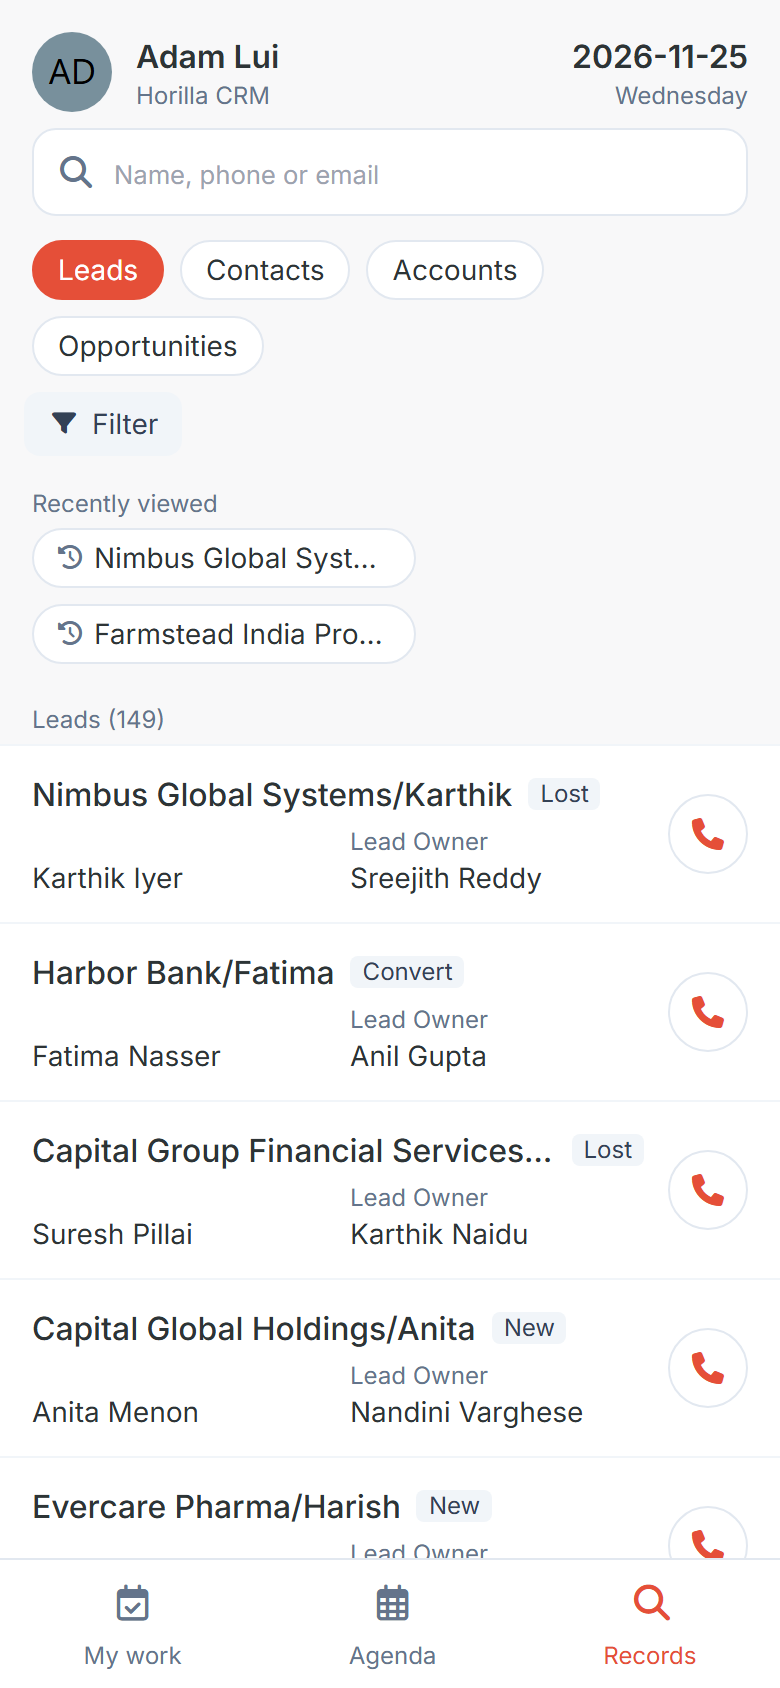 AD
Adam Lui
Horilla CRM
2026-11-25
Wednesday
Name, phone or email
Leads
Contacts
Accounts
Opportunities
Filter
Recently viewed
Nimbus Global Syst...
Farmstead India Pro...
Leads (149)
Nimbus Global Systems/Karthik
Lost
Lead Owner
Karthik Iyer
Sreejith Reddy
Harbor Bank/Fatima
Convert
Lead Owner
Fatima Nasser
Anil Gupta
Capital Group Financial Services...
Lost
Lead Owner
Suresh Pillai
Karthik Naidu
Capital Global Holdings/Anita
New
Lead Owner
Anita Menon
Nandini Varghese
Evercare Pharma/Harish
New
Lead Owner
My work
Agenda
Records